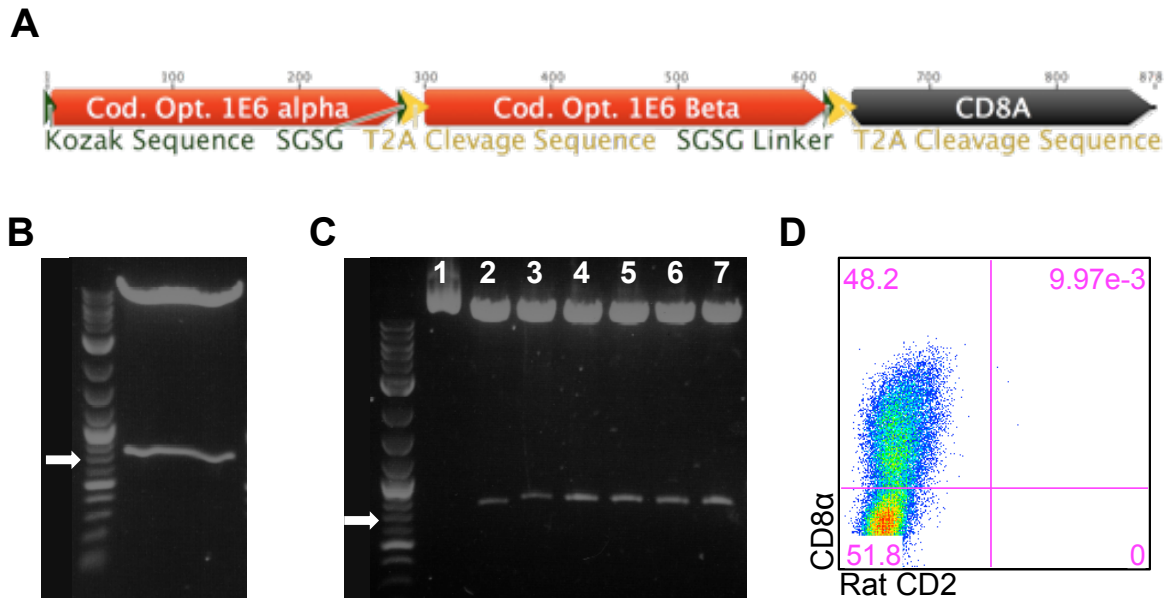 A
1 100 200 300 400 500 600 700 800 878
Cod. Opt. 1E6 alpha Cod. Opt. 1E6 Beta CD8A
Kozak Sequence SGSG T2A Clevage Sequence SGSG Linker T2A Cleavage Sequence
B
C
D
1 2 3 4 5 6 7
48.2 9.97e-3
51.8 0
CD8α
Rat CD2